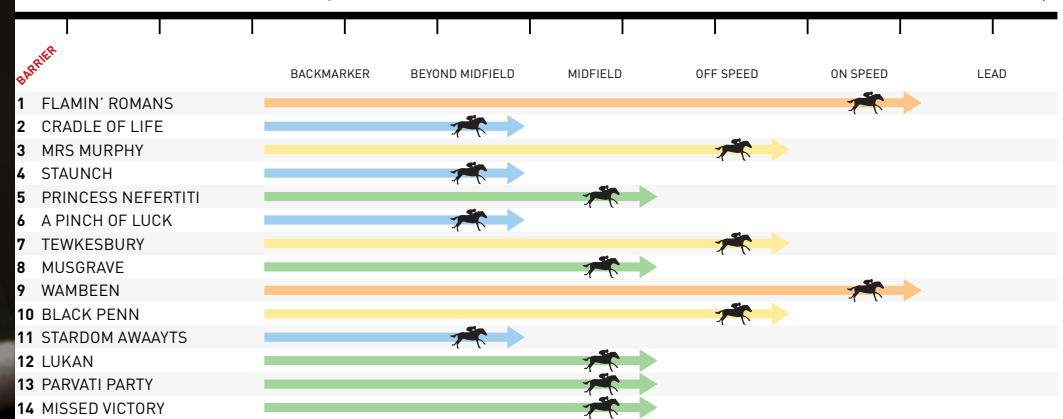 BARRIER
BACKMARKER BEYOND MIDFIELD MIDFIELD OFF SPEED ON SPEED LEAD
1 FLAMIN’ ROMANS
2 CRADLE OF LIFE
3 MRS MURPHY
4 STAUNCH
5 PRINCESS NEFERTITI
6 A PINCH OF LUCK
7 TEWKESBURY
8 MUSGRAVE
9 WAMBEEN
10 BLACK PENN
11 STARDOM AWAAYTS
12 LUKAN
13 PARVATI PARTY
14 MISSED VICTORY